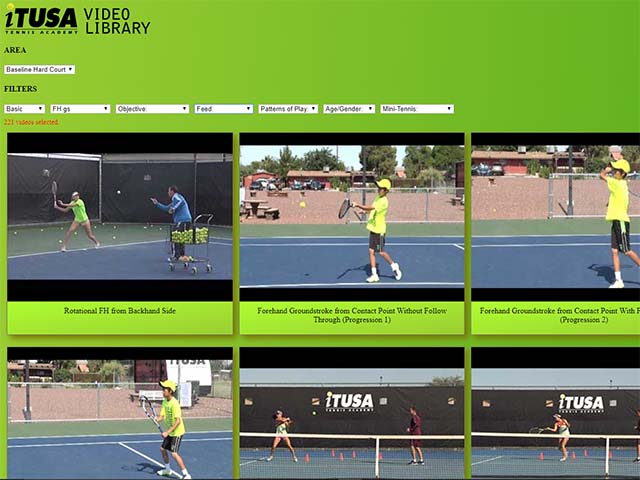 iTUSA VIDEO
TENNIS ACADEMY LIBRARY
AREA
Baseline Hard Court
FILTERS
Basic FH gs Objective: Feed: Patterns of Play: Age/Gender: Mini-Tennis:
221 videos selected.
Rotational FH from Backhand Side
Forehand Groundstroke from Contact Point Without Follow
Through (Progression 1)
Forehand Groundstroke from Contact Point With F
(Progression 2)
iTUSA
TENNIS ACADEMY
iTUSA
TENNIS ACADEMY